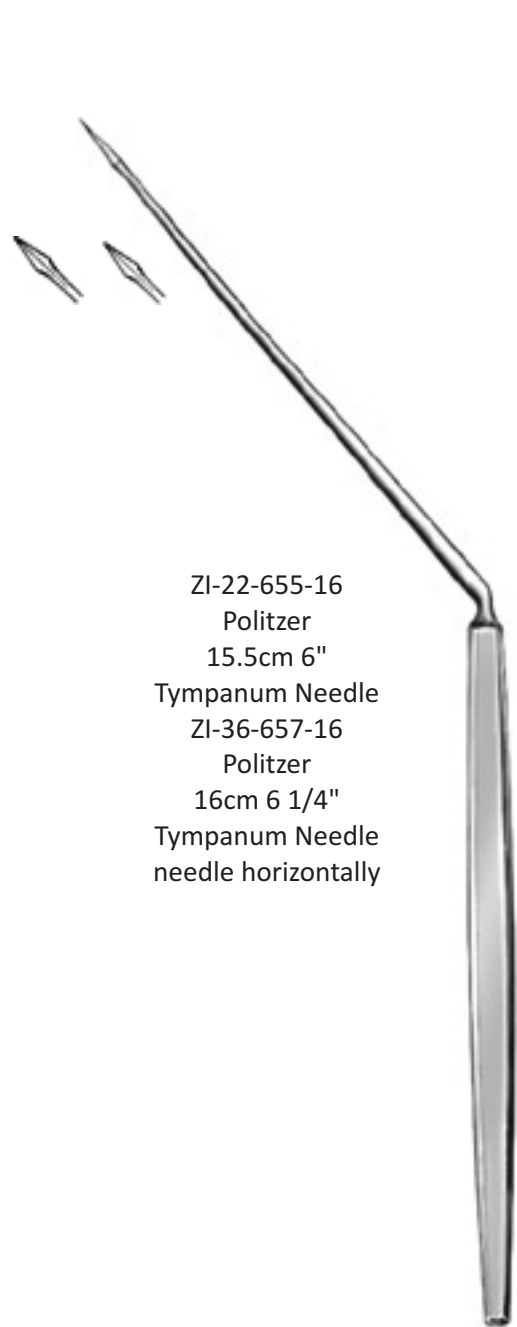 ZI-22-655-16
Politzer
15.5cm 6"
Tympanum Needle
ZI-36-657-16
Politzer
16cm 6 1/4"
Tympanum Needle
needle horizontally